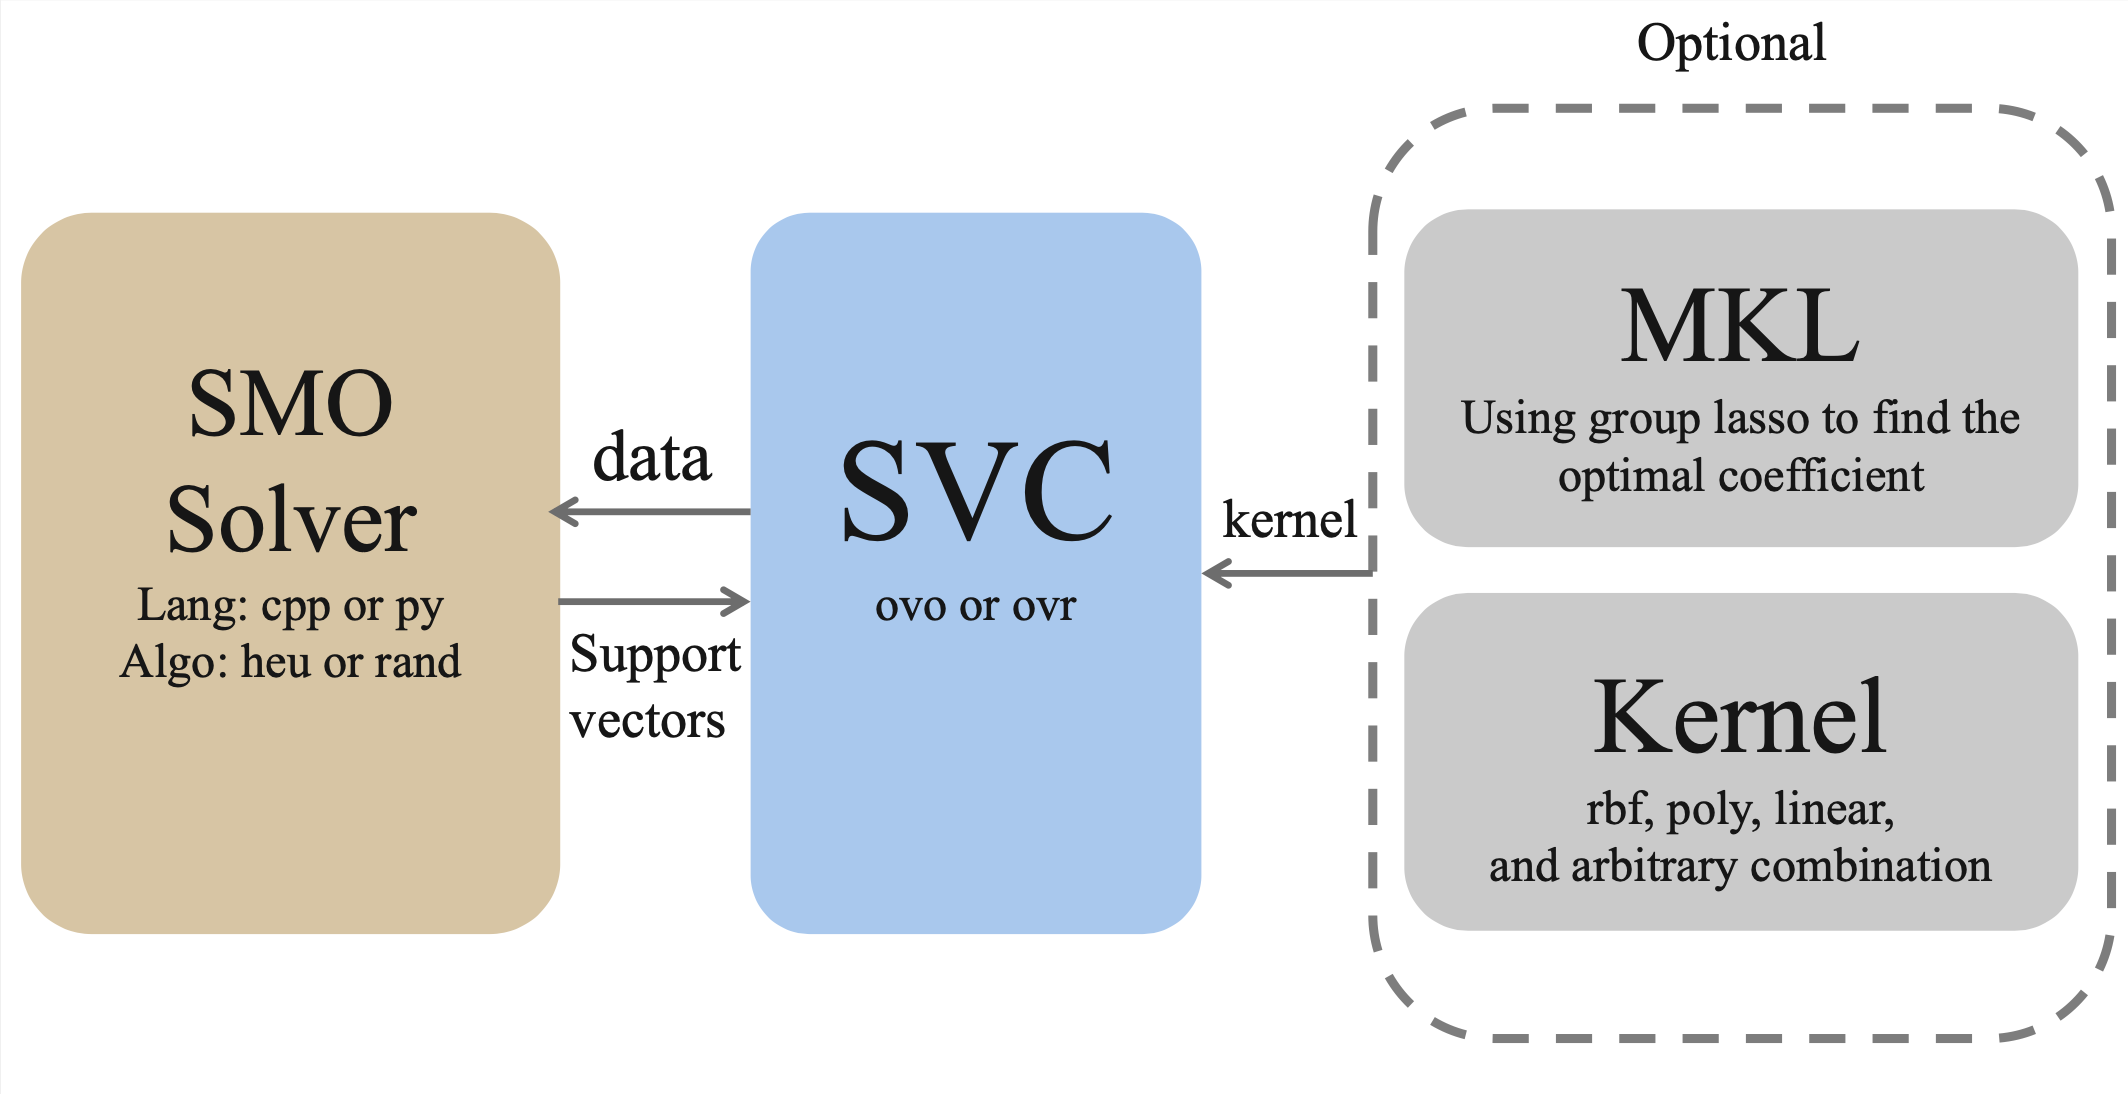 Optional
SMO
Solver
Lang: cpp or py
Algo: heu or rand
data
Support
vectors
SVC
ovo or ovr
kernel
MKL
Using group lasso to find the
optimal coefficient
Kernel
rbf, poly, linear,
and arbitrary combination